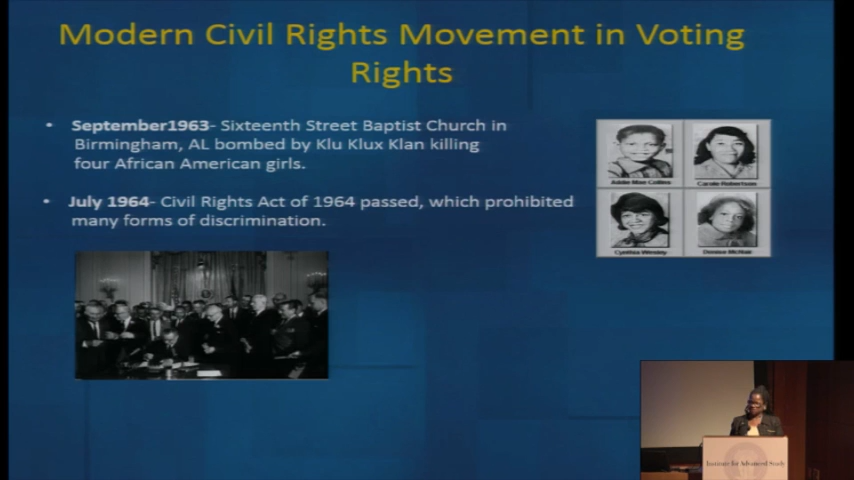 Modern Civil Rights Movement in Voting
Rights
• September1963- Sixteenth Street Baptist Church in
Birmingham, AL bombed by Klu Klux Klan killing
four African American girls.
• July 1964- Civil Rights Act of 1964 passed, which prohibited
many forms of discrimination.
Addie Mae Collins
Carole Robertson
Cynthia Wesley
Denise McNair
Institute for Advanced Study